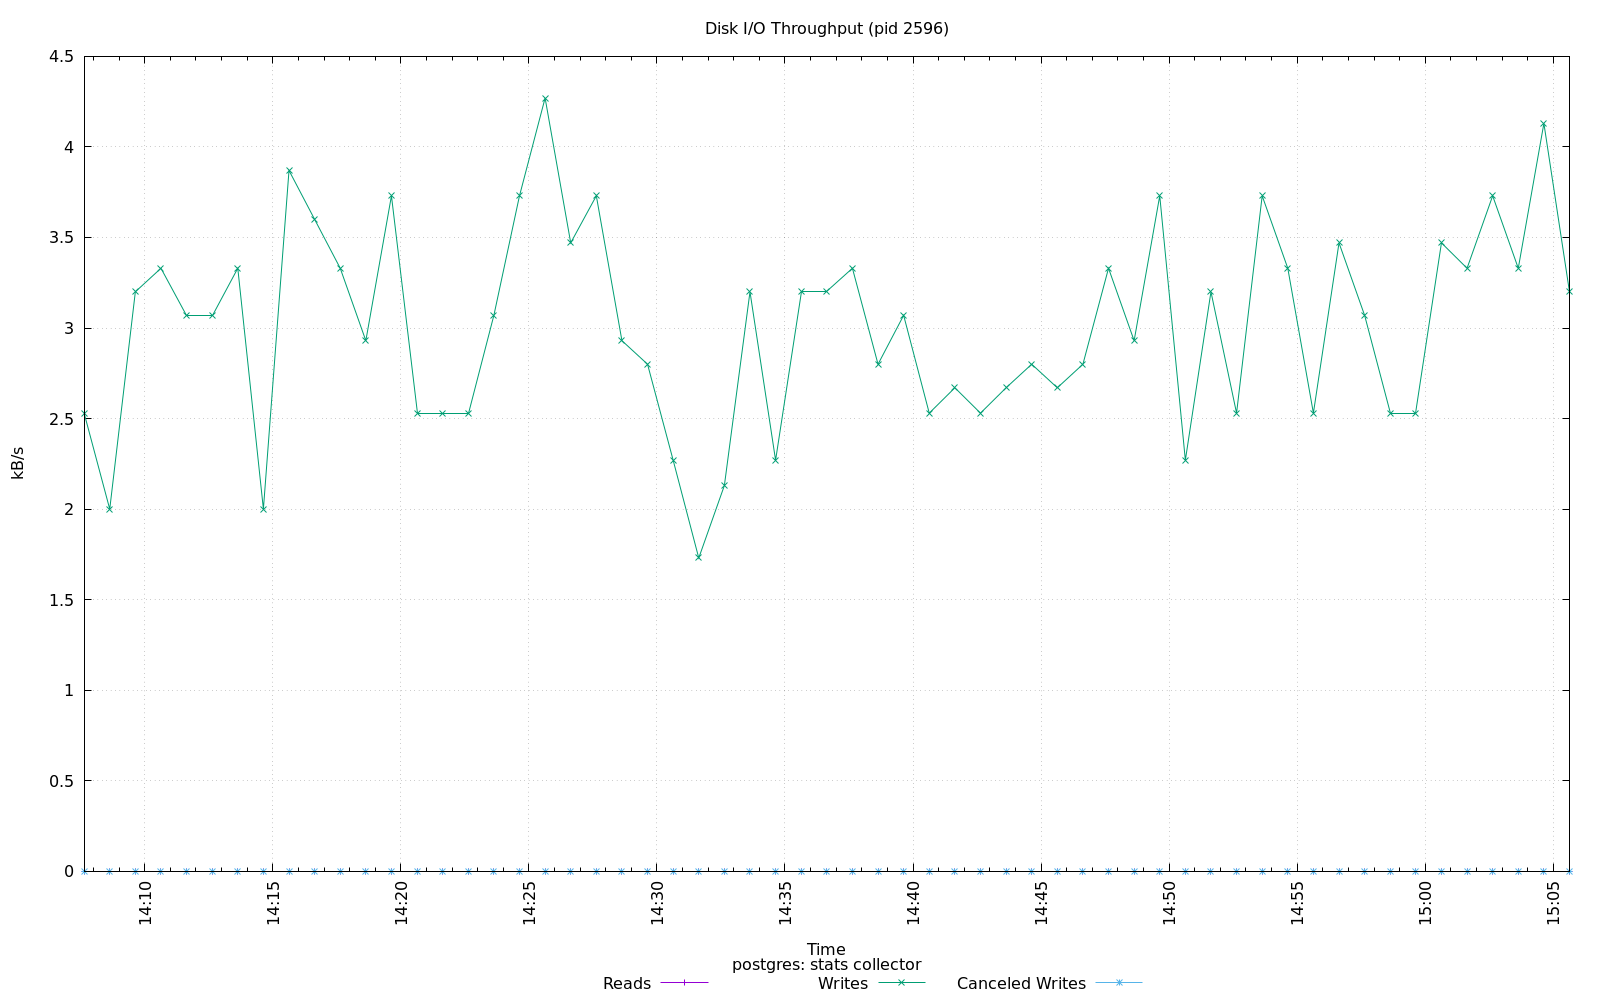 Disk I/O Throughput (pid 2596)
4.5
4
3.5
3
2.5
2
1.5
1
0.5
0
kB/s
14:10 14:15 14:20 14:25 14:30 14:35 14:40 14:45 14:50 14:55 15:00 15:05
Time
postgres: stats collector
Reads Writes Canceled Writes